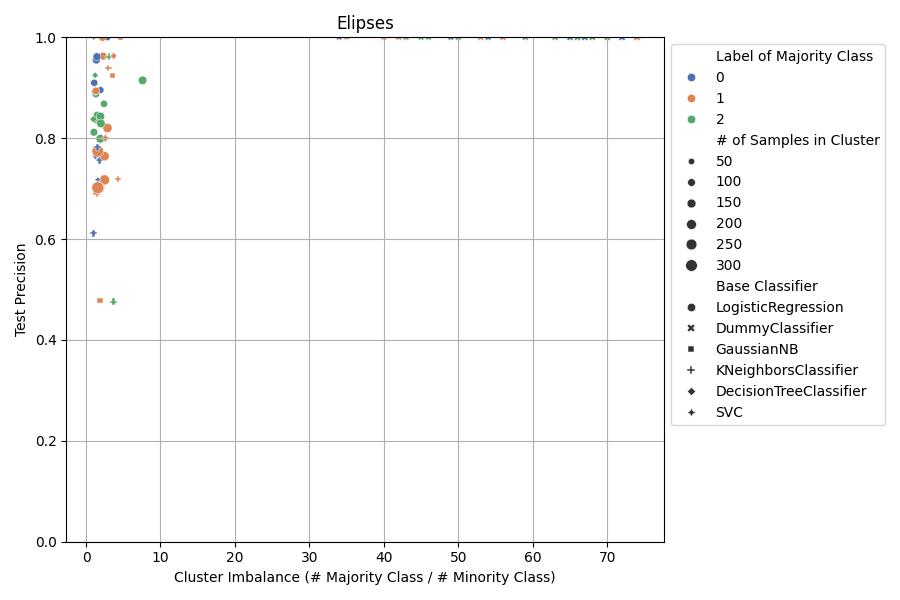 Elipses
1.0
0.8
0.6
0.4
0.2
0.0
Test Precision
0 10 20 30 40 50 60 70
Cluster Imbalance (# Majority Class / # Minority Class)
Label of Majority Class
0
1
2
# of Samples in Cluster
50
100
150
200
250
300
Base Classifier
LogisticRegression
DummyClassifier
GaussianNB
KNeighborsClassifier
DecisionTreeClassifier
SVC